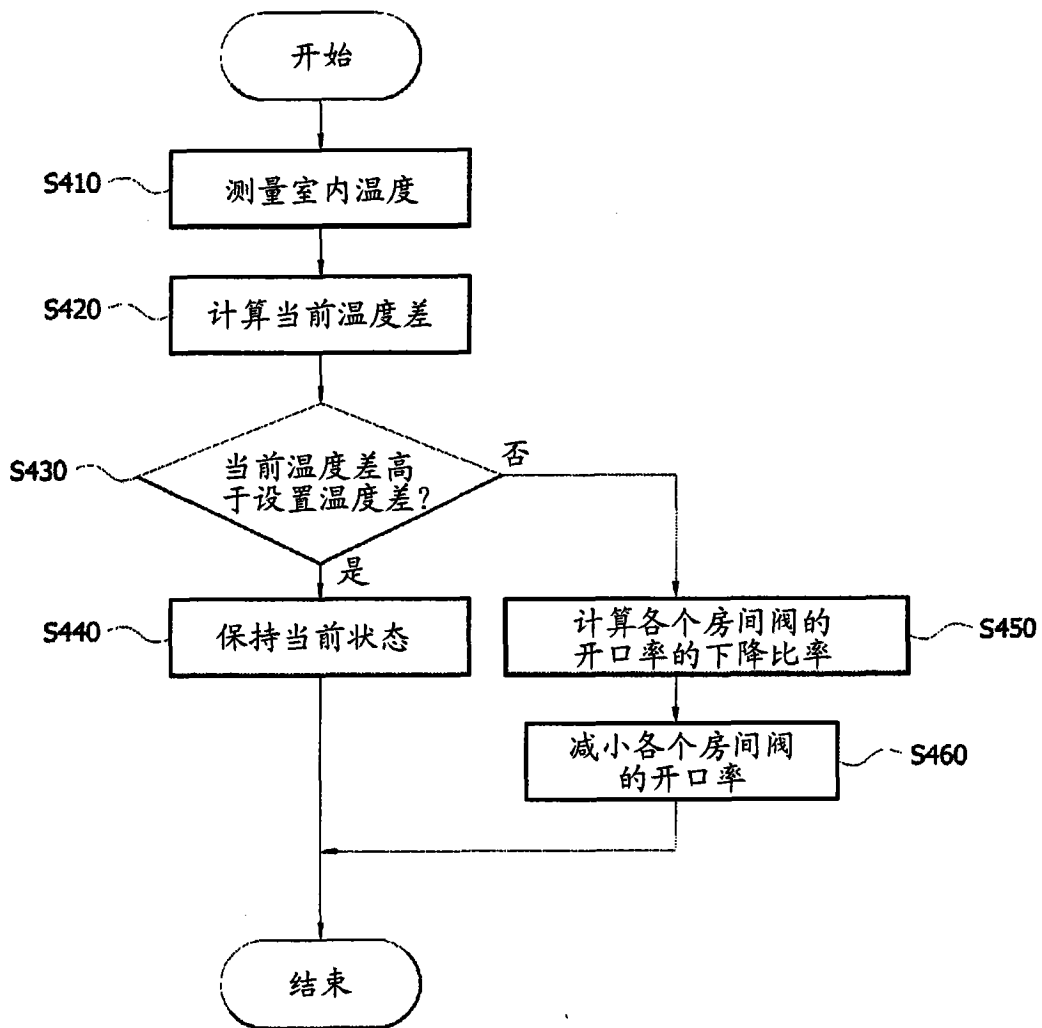 开始
S410
测量室内温度
S420
计算当前温度差
S430
当前温度差高
于设置温度差?
否
是
S440
保持当前状态
计算各个房间阀的
开口率的下降比率
S450
减小各个房间阀
的开口率
S460
结束